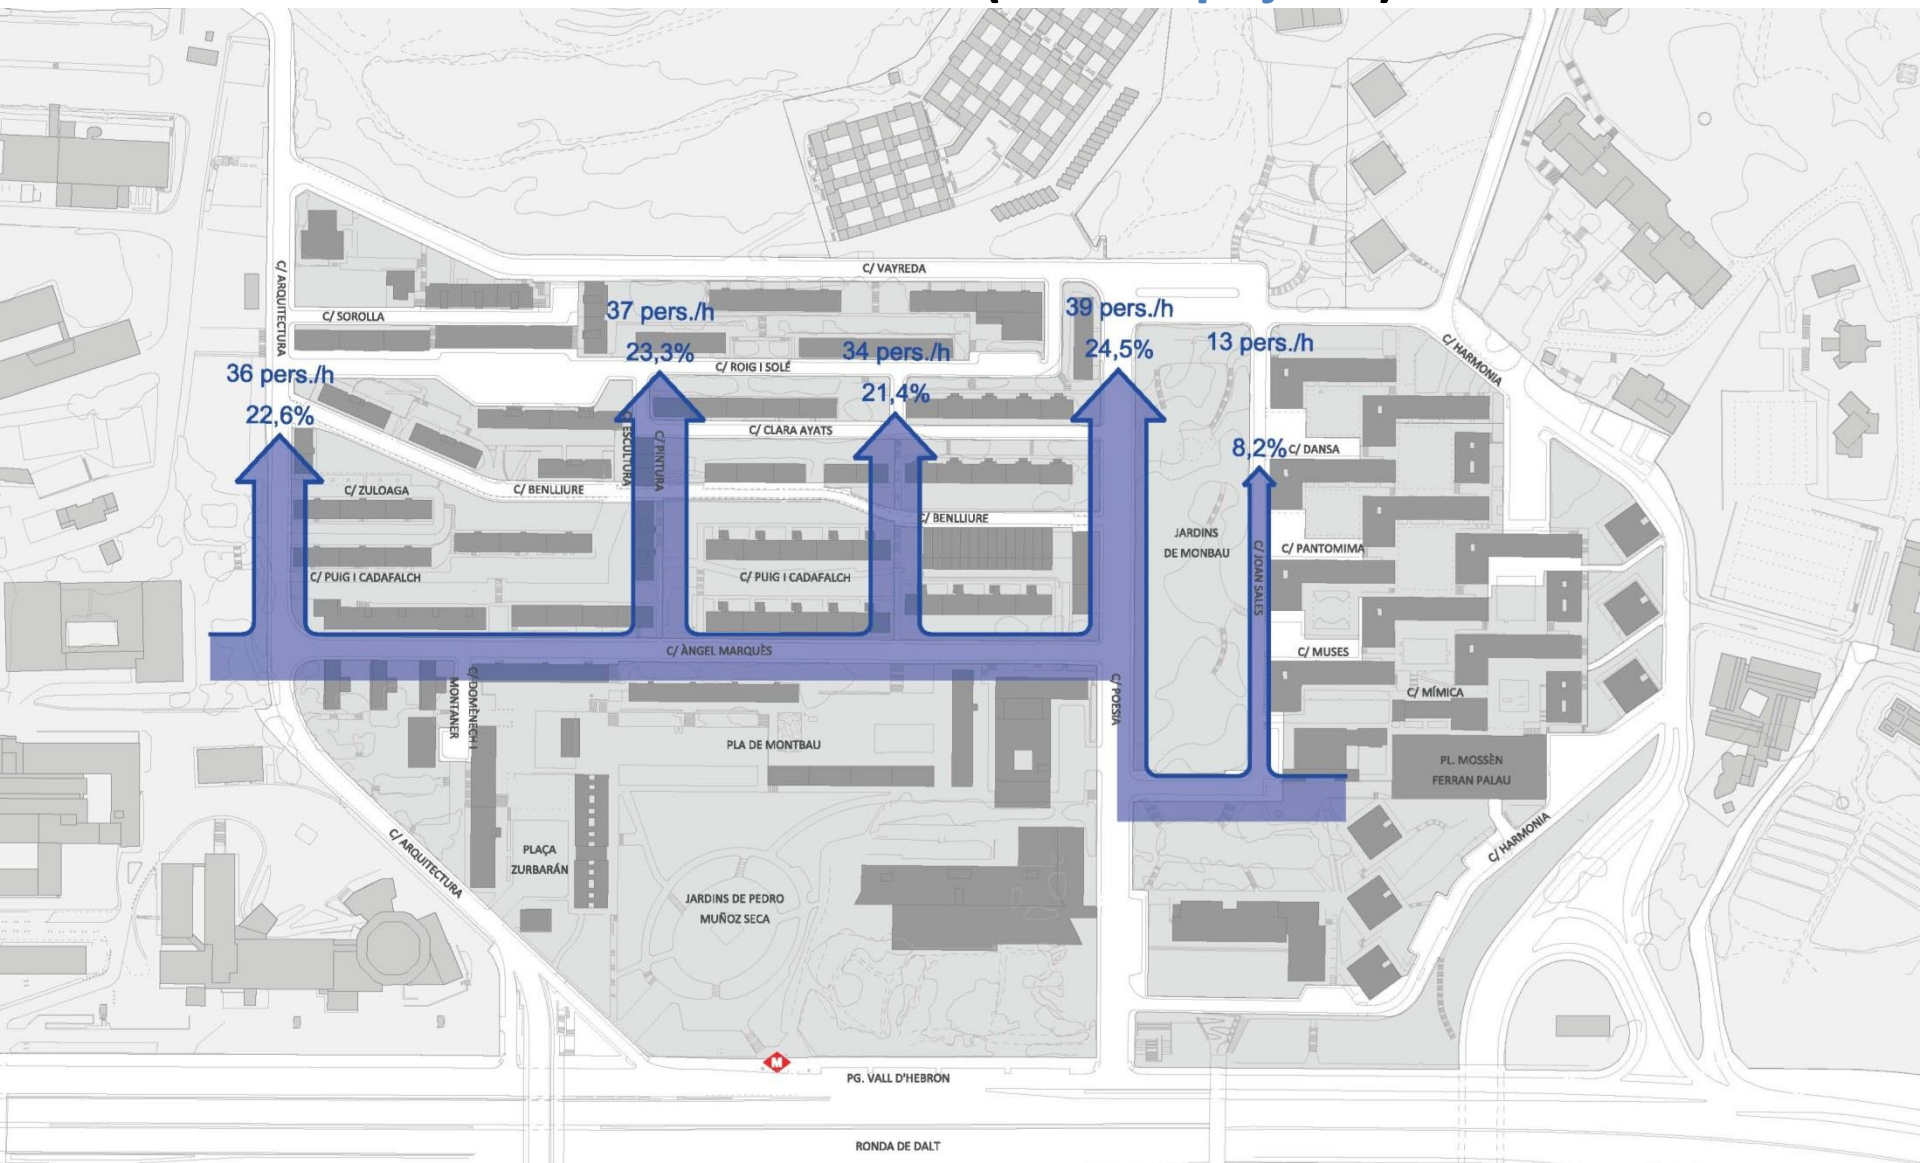 C/ VAYREDA
C/ ARQUITECTURA
C/ SOROLLA
37 pers./h
23,3%
39 pers./h
24,5%
34 pers./h
21,4%
13 pers./h
8,2%
36 pers./h
22,6%
C/ ROIG I SOLÉ
C/ HARMONIA
C/ ESCULTURA
C/ PINTURA
C/ CLARA AYATS
C/ DANSA
C/ ZULOAGA
C/ BENLLIURE
C/ BENLLIURE
JARDINS
DE MONBAU
C/ JOAN SALES
C/ PANTOMIMA
C/ PUIG I CADAFALCH
C/ PUIG I CADAFALCH
C/ ÀNGEL MARQUÈS
C/ MUSES
C/ DOMÈNECH I
MONTANER
C/ POESIA
C/ MÍMICA
PLA DE MONTBAU
PL. MOSSÈN
FERRAN PALAU
C/ ARQUITECTURA
PLAÇA
ZURBARÁN
C/ HARMONIA
JARDINS DE PEDRO
MUÑOZ SECA
M
PG. VALL D'HEBRON
RONDA DE DALT